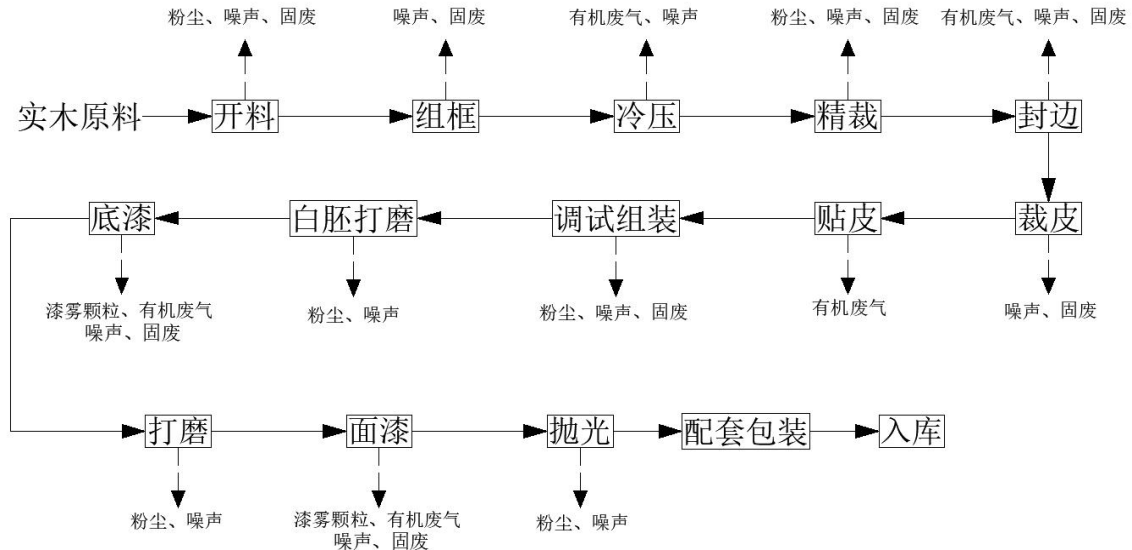 粉尘、噪声、固废
噪声、固废
有机废气、噪声
粉尘、噪声、固废
有机废气、噪声、固废
实木原料
开料
组框
冷压
精裁
封边
底漆
白胚打磨
调试组装
贴皮
裁皮
漆雾颗粒、有机废气
噪声、固废
粉尘、噪声
粉尘、噪声、固废
有机废气
噪声、固废
打磨
面漆
抛光
配套包装
入库
粉尘、噪声
漆雾颗粒、有机废气
噪声、固废
粉尘、噪声